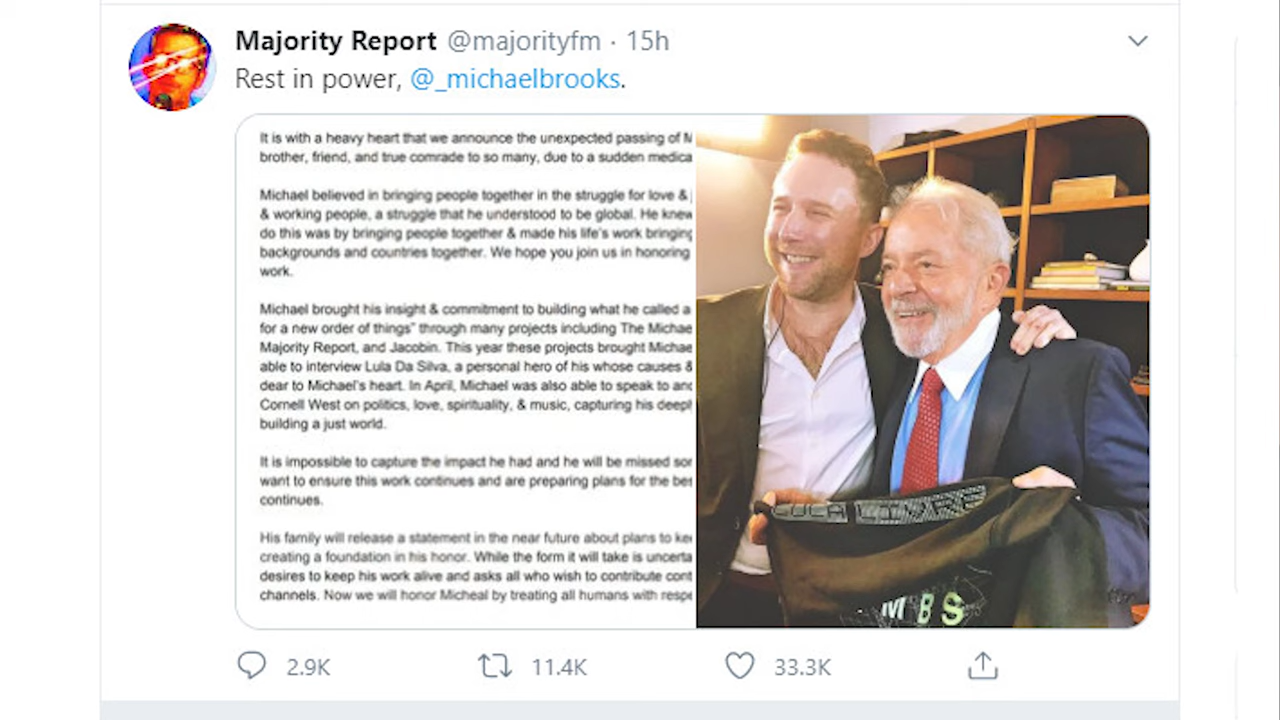 Majority Report @majorityfm · 15h
Rest in power, @_michaelbrooks.
It is with a heavy heart that we announce the unexpected passing of M
brother, friend, and true comrade to so many, due to a sudden medica
Michael believed in bringing people together in the struggle for love &
& working people, a struggle that he understood to be global. He knew
do this was by bringing people together & made his life's work bringing
backgrounds and countries together. We hope you join us in honoring
work.
Michael brought his insight & commitment to building what he called a
for a new order of things" through many projects including The Michae
Majority Report, and Jacobin. This year these projects brought Michae
able to interview Lula Da Silva, a personal hero of his whose causes &
dear to Michael's heart. In April, Michael was also able to speak to and
Cornell West on politics, love, spirituality, & music, capturing his deepl
building a just world.
It is impossible to capture the impact he had and he will be missed sor
want to ensure this work continues and are preparing plans for the bes
continues.
His family will release a statement in the near future about plans to kee
creating a foundation in his honor. While the form it will take is uncerta
desires to keep his work alive and asks all who wish to contribute cont
channels. Now we will honor Micheal by treating all humans with respe
LULA LIVRE
MBS
2.9K 11.4K 33.3K